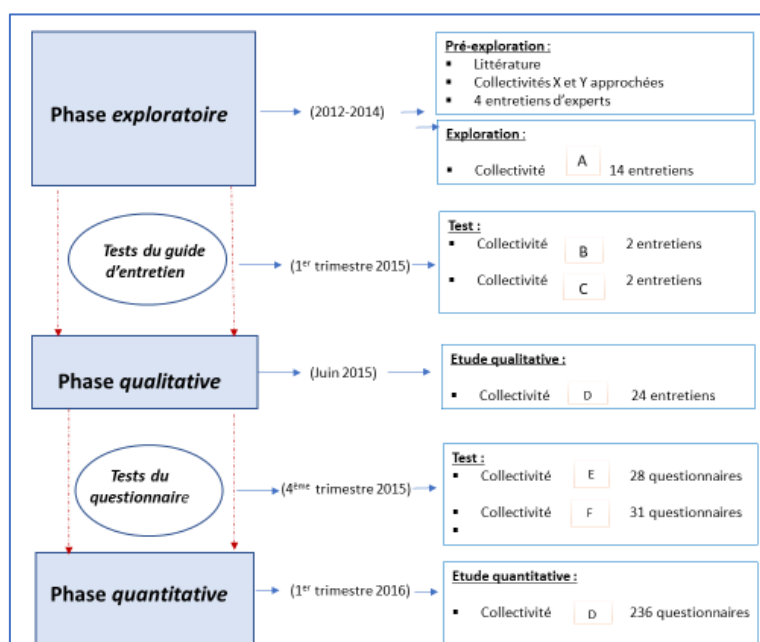 Phase exploratoire
(2012-2014)
Pré-exploration :
▪ Littérature
▪ Collectivités X et Y approchées
▪ 4 entretiens d’experts
Exploration :
▪ Collectivité A 14 entretiens
Tests du guide
d’entretien
(1er trimestre 2015)
Test :
▪ Collectivité B 2 entretiens
▪ Collectivité C 2 entretiens
Phase qualitative
(Juin 2015)
Etude qualitative :
▪ Collectivité D 24 entretiens
Tests du
questionnaire
(4ème trimestre 2015)
Test :
▪ Collectivité E 28 questionnaires
▪ Collectivité F 31 questionnaires
▪
Phase quantitative
(1er trimestre 2016)
Etude quantitative :
▪ Collectivité D 236 questionnaires